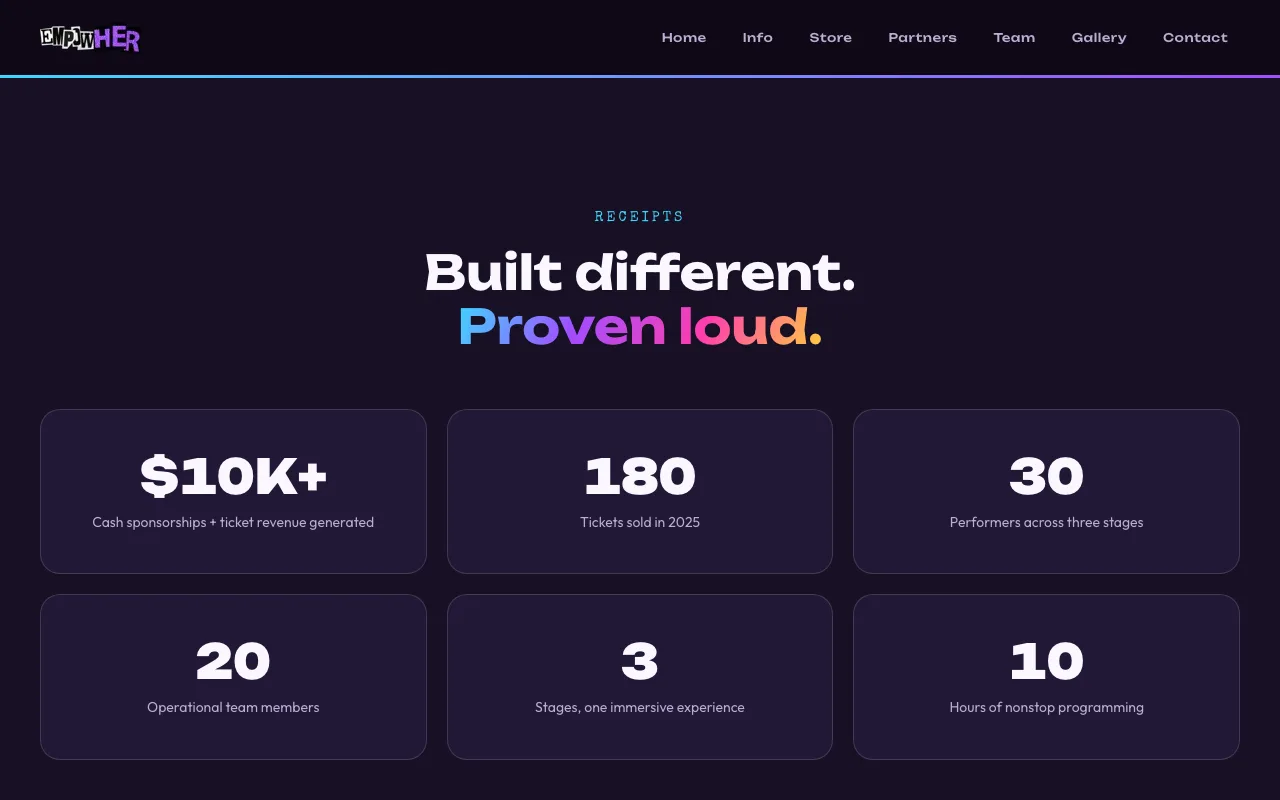 EMPOWHER
Home Info Store Partners Team Gallery Contact
RECEIPTS
Built different.
Proven loud.
$10K+
Cash sponsorships + ticket revenue generated
180
Tickets sold in 2025
30
Performers across three stages
20
Operational team members
3
Stages, one immersive experience
10
Hours of nonstop programming